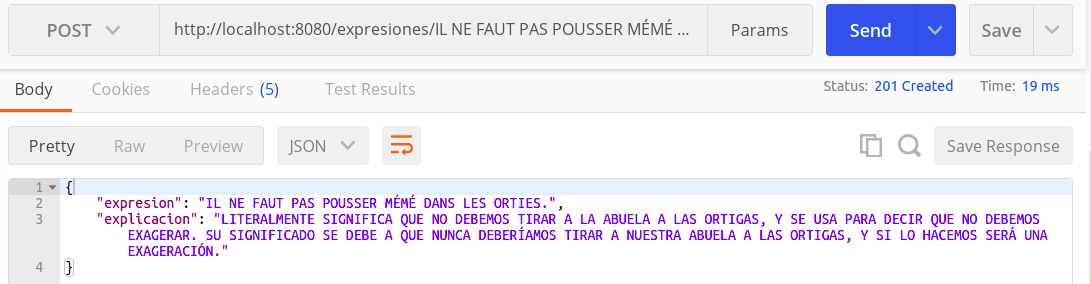 POST http://localhost:8080/expresiones/IL NE FAUT PAS POUSSER MÉMÉ ... Params Send Save
Body Cookies Headers (5) Test Results Status: 201 Created Time: 19 ms
Pretty Raw Preview JSON Save Response
1 {
2 "expresion": "IL NE FAUT PAS POUSSER MÉMÉ DANS LES ORTIES.",
3 "explicacion": "LITERALMENTE SIGNIFICA QUE NO DEBEMOS TIRAR A LA ABUELA A LAS ORTIGAS, Y SE USA PARA DECIR QUE NO DEBEMOS
EXAGERAR. SU SIGNIFICADO SE DEBE A QUE NUNCA DEBERÍAMOS TIRAR A NUESTRA ABUELA A LAS ORTIGAS, Y SI LO HACEMOS SERÁ UNA
EXAGERACIÓN."
4 }